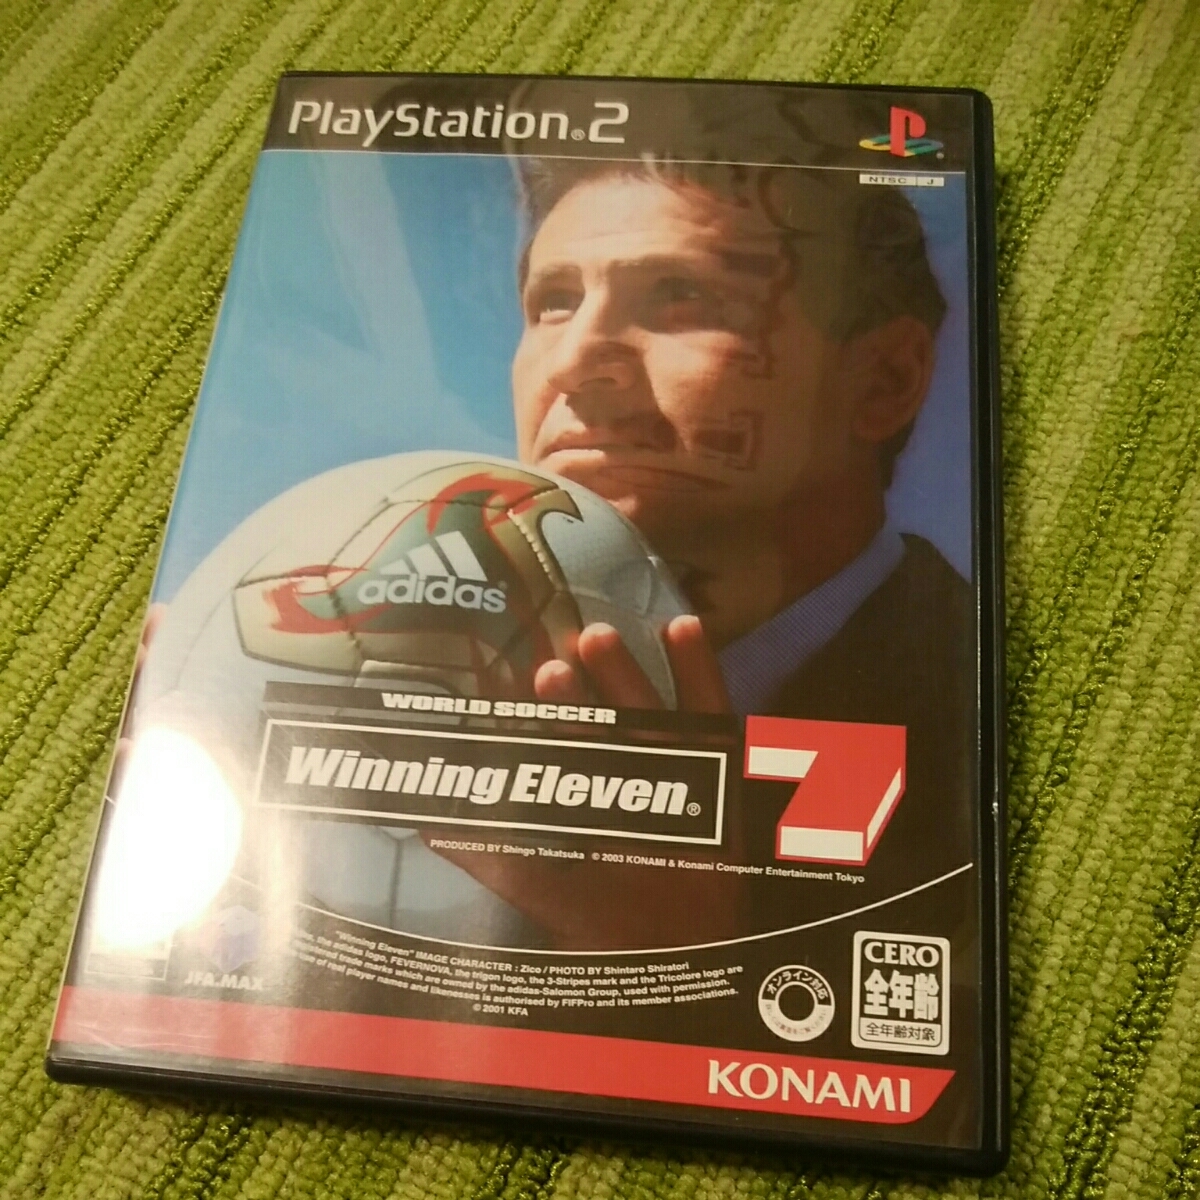 PlayStation®2
NTSC J
adidas®
WORLD SOCCER
Winning Eleven®
7
PRODUCED BY Shingo Takatsuka © 2003 KONAMI & Konami Computer Entertainment Tokyo
"Winning Eleven" IMAGE CHARACTER : Zico / PHOTO BY Shintaro Shiratori
the adidas logo, FEVERNOVA, the trigon logo, the 3-Stripes mark and the Tricolore logo are
registered trade marks which are owned by the adidas-Salomon Group, used with permission.
use of real player names and likenesses is authorised by FIFPro and its member associations.
© 2001 KFA
JFA.MAX
オンライン対応
CERO
全年齢
全年齢対象
KONAMI